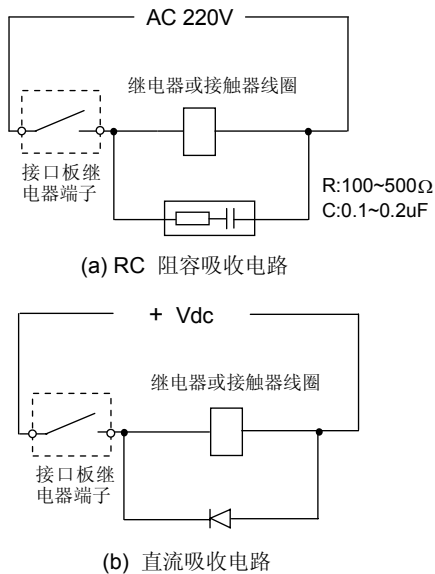 AC 220V
继电器或接触器线圈
接口板继
电器端子
R:100~500Ω
C:0.1~0.2uF
(a) RC 阻容吸收电路
+ Vdc
继电器或接触器线圈
接口板继
电器端子
(b) 直流吸收电路